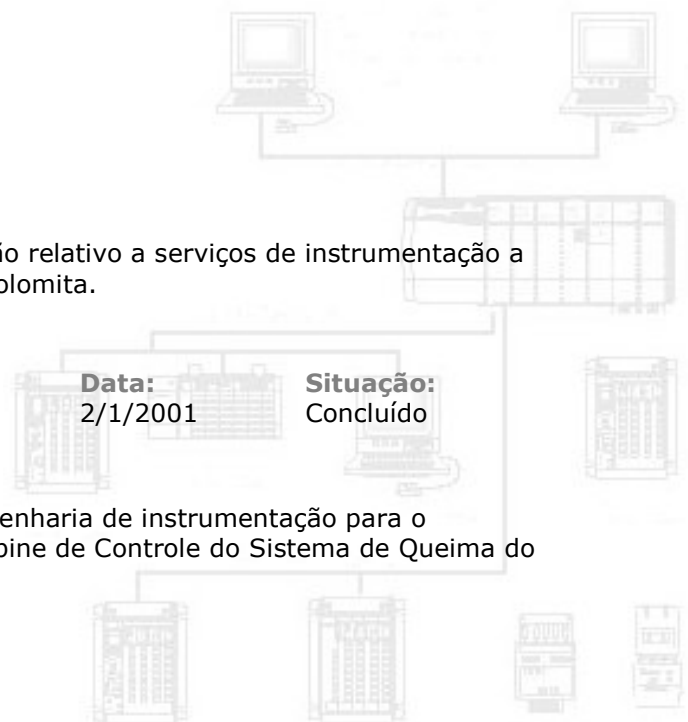 ão relativo a serviços de instrumentação a
olomita.
Data: Situação:
2/1/2001 Concluído
enharia de instrumentação para o
bine de Controle do Sistema de Queima do